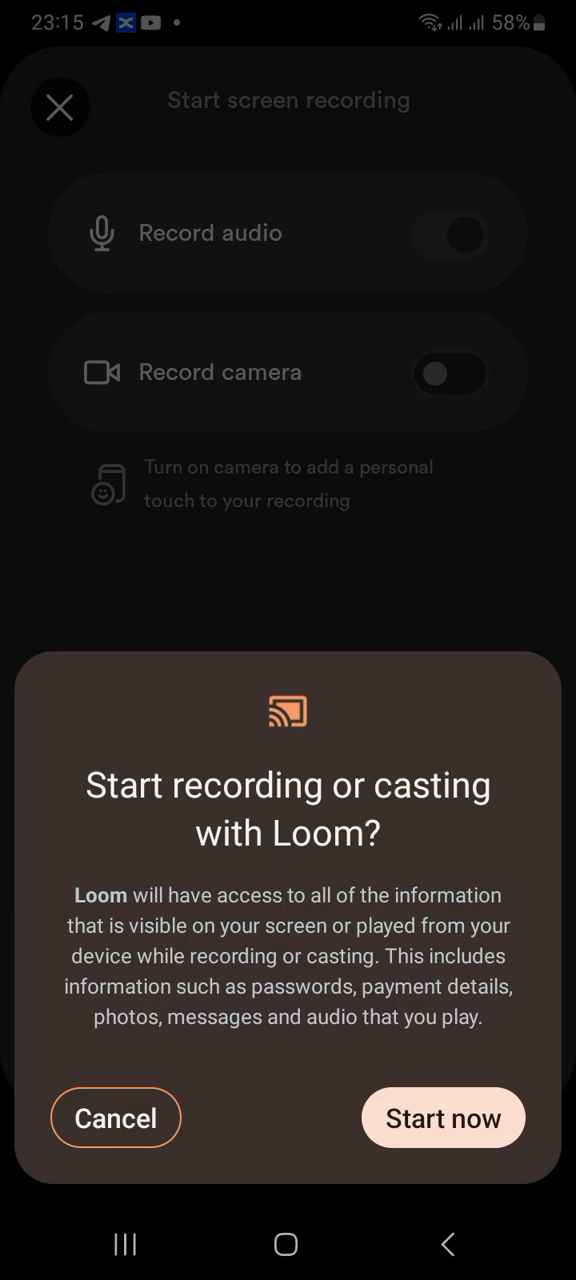 23:15
58%
Start screen recording
Record audio
Record camera
Turn on camera to add a personal
touch to your recording
Start recording or casting
with Loom?
Loom will have access to all of the information
that is visible on your screen or played from your
device while recording or casting. This includes
information such as passwords, payment details,
photos, messages and audio that you play.
Cancel
Start now